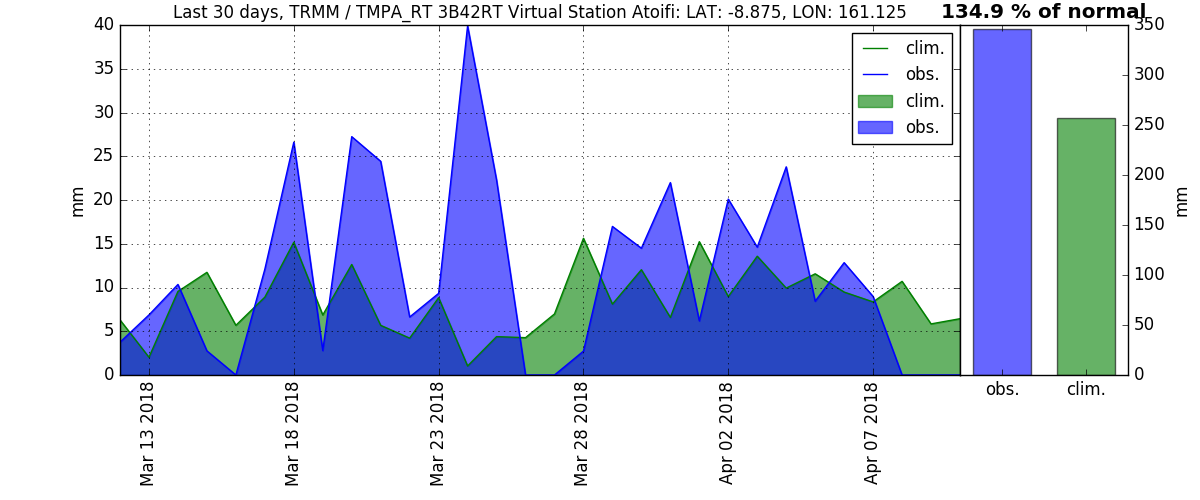 Last 30 days, TRMM / TMPA_RT 3B42RT Virtual Station Atoifi: LAT: -8.875, LON: 161.125
134.9 % of normal
40
35
30
25
20
15
10
5
0
mm
clim.
obs.
clim.
obs.
350
300
250
200
150
100
50
0
mm
Mar 13 2018
Mar 18 2018
Mar 23 2018
Mar 28 2018
Apr 02 2018
Apr 07 2018
obs.
clim.